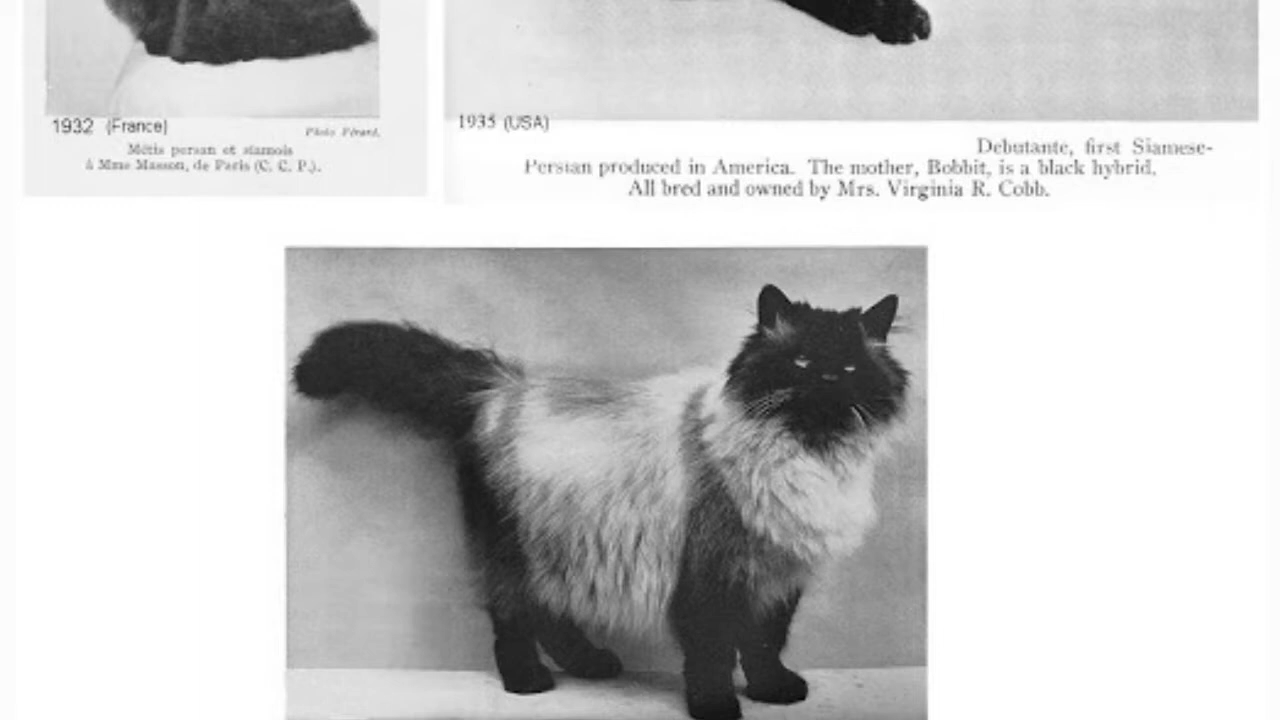 1932 (France)
Photo Férard.
Métis persan et siamois
à Mme Masson, de Paris (C. C. P.).
1935 (USA)
Debutante, first Siamese-
Persian produced in America. The mother, Bobbit, is a black hybrid.
All bred and owned by Mrs. Virginia R. Cobb.